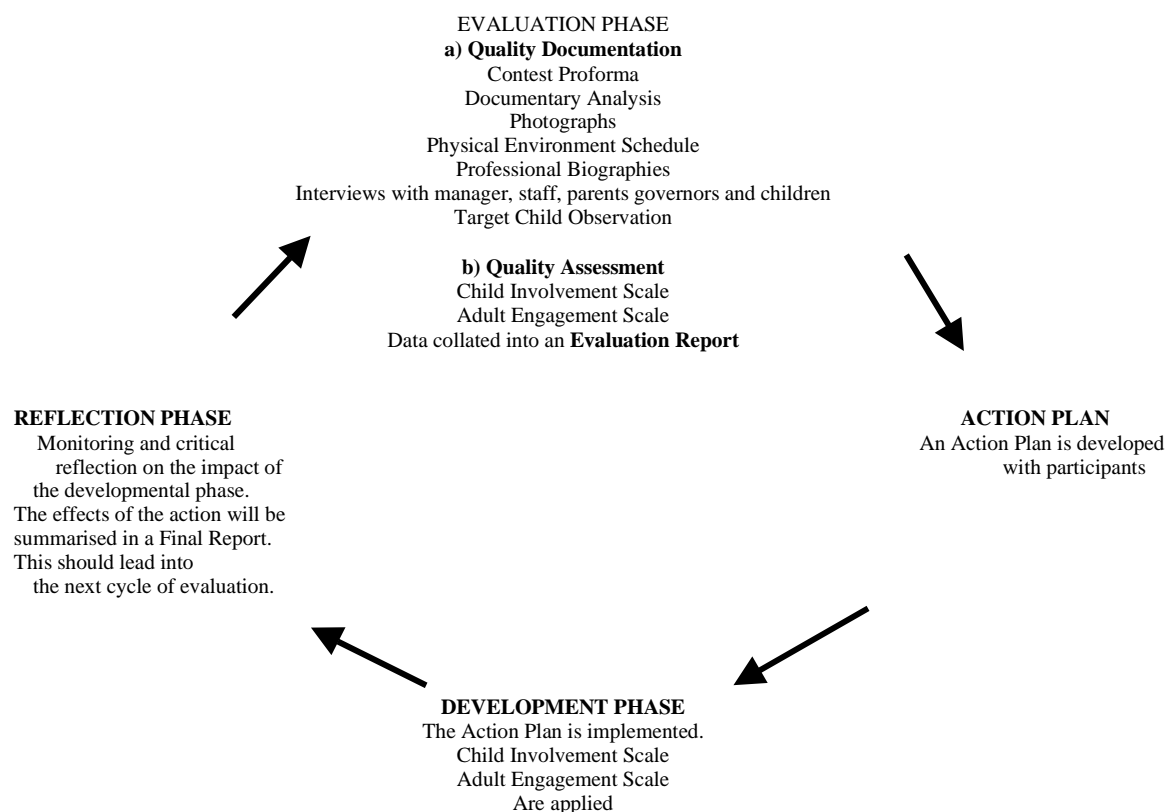 EVALUATION PHASE
a) Quality Documentation
Contest Proforma
Documentary Analysis
Photographs
Physical Environment Schedule
Professional Biographies
Interviews with manager, staff, parents governors and children
Target Child Observation
b) Quality Assessment
Child Involvement Scale
Adult Engagement Scale
Data collated into an Evaluation Report
ACTION PLAN
An Action Plan is developed
with participants
DEVELOPMENT PHASE
The Action Plan is implemented.
Child Involvement Scale
Adult Engagement Scale
Are applied
REFLECTION PHASE
Monitoring and critical
reflection on the impact of
the developmental phase.
The effects of the action will be
summarised in a Final Report.
This should lead into
the next cycle of evaluation.